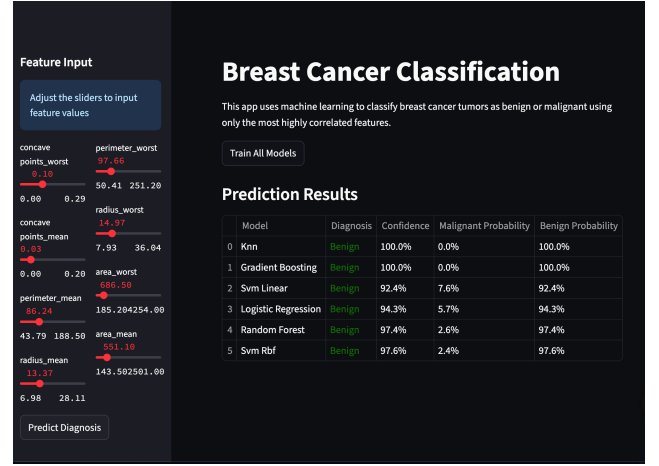 Feature Input
Adjust the sliders to input
feature values
concave
points_worst
0.10
0.00 0.29
concave
points_mean
0.03
0.00 0.20
perimeter_mean
86.24
43.79 188.50
radius_mean
13.37
6.98 28.11
perimeter_worst
97.66
50.41 251.20
radius_worst
14.97
7.93 36.04
area_worst
686.50
185.204254.00
area_mean
551.10
143.502501.00
Predict Diagnosis
Breast Cancer Classification
This app uses machine learning to classify breast cancer tumors as benign or malignant using
only the most highly correlated features.
Train All Models
Prediction Results
Model Diagnosis Confidence Malignant Probability Benign Probability
0 Knn Benign 100.0% 0.0% 100.0%
1 Gradient Boosting Benign 100.0% 0.0% 100.0%
2 Svm Linear Benign 92.4% 7.6% 92.4%
3 Logistic Regression Benign 94.3% 5.7% 94.3%
4 Random Forest Benign 97.4% 2.6% 97.4%
5 Svm Rbf Benign 97.6% 2.4% 97.6%